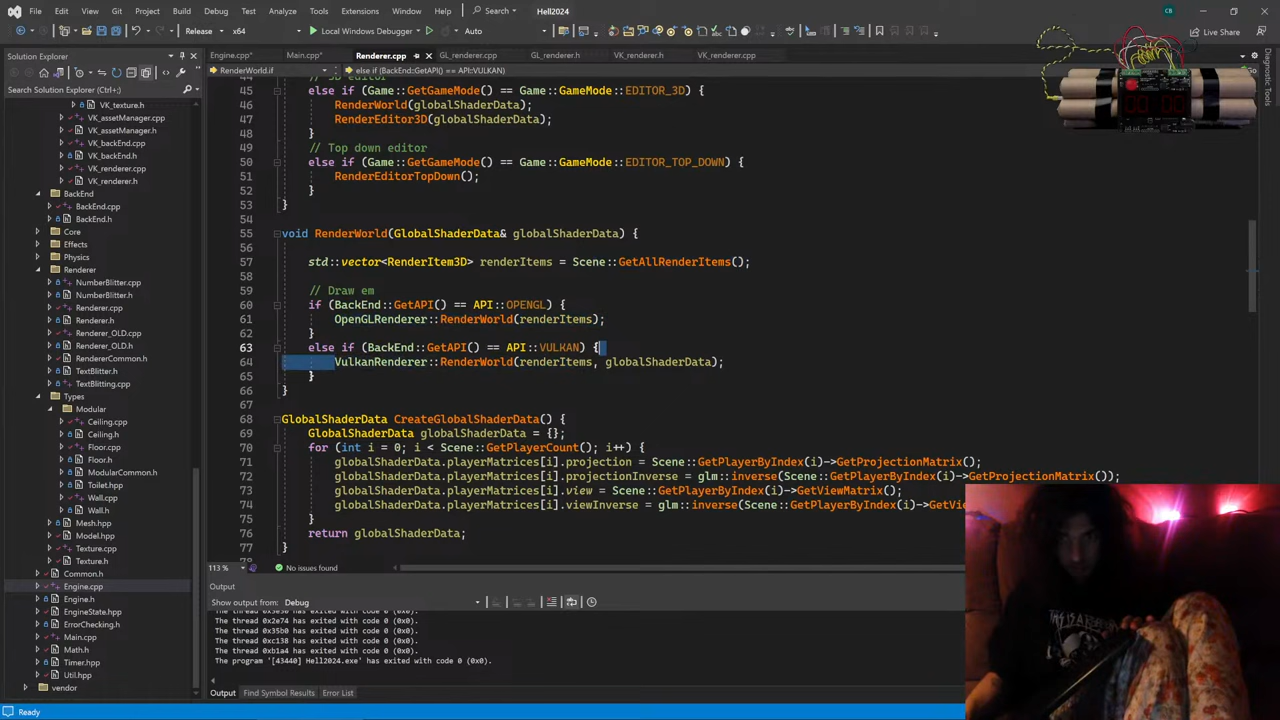 File Edit View Git Project Build Debug Test Analyze Tools Extensions Window Help Search Hell2024
Release x64 Local Windows Debugger Auto Live Share
Solution Explorer
Search Solution Explorer (Ctrl+;)
VK_texture.h
VK_assetManager.cpp
VK_assetManager.h
VK_backEnd.cpp
VK_backEnd.h
VK_renderer.cpp
VK_renderer.h
BackEnd
BackEnd.cpp
BackEnd.h
Core
Effects
Physics
Renderer
NumberBlitter.cpp
NumberBlitter.h
Renderer.cpp
Renderer.h
Renderer_OLD.cpp
Renderer_OLD.h
RendererCommon.h
TextBlitter.h
TextBlitting.cpp
Types
Modular
Ceiling.cpp
Ceiling.h
Floor.cpp
Floor.h
ModularCommon.h
Toilet.cpp
Wall.cpp
Wall.h
Mesh.hpp
Model.hpp
Texture.cpp
Texture.h
Common.h
Engine.cpp
Engine.h
EngineState.hpp
ErrorChecking.h
Main.cpp
Math.h
Timer.hpp
Util.hpp
vendor
Engine.cpp* Main.cpp* Renderer.cpp GL_renderer.cpp GL_renderer.h VK_renderer.h VK_renderer.cpp
RenderWorld.if else if (BackEnd::GetAPI() == API::VULKAN)
45 else if (Game::GetGameMode() == Game::GameMode::EDITOR_3D) {
46 RenderWorld(globalShaderData);
47 RenderEditor3D(globalShaderData);
48 }
49 // Top down editor
50 else if (Game::GetGameMode() == Game::GameMode::EDITOR_TOP_DOWN) {
51 RenderEditorTopDown();
52 }
53 }
54
55 void RenderWorld(GlobalShaderData& globalShaderData) {
56
57 std::vector<RenderItem3D> renderItems = Scene::GetAllRenderItems();
58
59 // Draw em
60 if (BackEnd::GetAPI() == API::OPENGL) {
61 OpenGLRenderer::RenderWorld(renderItems);
62 }
63 else if (BackEnd::GetAPI() == API::VULKAN) {
64 VulkanRenderer::RenderWorld(renderItems, globalShaderData);
65 }
66 }
67
68 GlobalShaderData CreateGlobalShaderData() {
69 GlobalShaderData globalShaderData = {};
70 for (int i = 0; i < Scene::GetPlayerCount(); i++) {
71 globalShaderData.playerMatrices[i].projection = Scene::GetPlayerByIndex(i)->GetProjectionMatrix();
72 globalShaderData.playerMatrices[i].projectionInverse = glm::inverse(Scene::GetPlayerByIndex(i)->GetProjectionMatrix());
73 globalShaderData.playerMatrices[i].view = Scene::GetPlayerByIndex(i)->GetViewMatrix();
74 globalShaderData.playerMatrices[i].viewInverse = glm::inverse(Scene::GetPlayerByIndex(i)->
75 }
76 return globalShaderData;
77 }
113 % No issues found
Output
Show output from: Debug
The thread 0x2e74 has exited with code 0 (0x0).
The thread 0x35b0 has exited with code 0 (0x0).
The thread 0xc138 has exited with code 0 (0x0).
The thread 0xb1a4 has exited with code 0 (0x0).
The program '[43440] Hell2024.exe' has exited with code 0 (0x0).
Output Find Symbol Results Error List
Ready
Diagnostic Tools